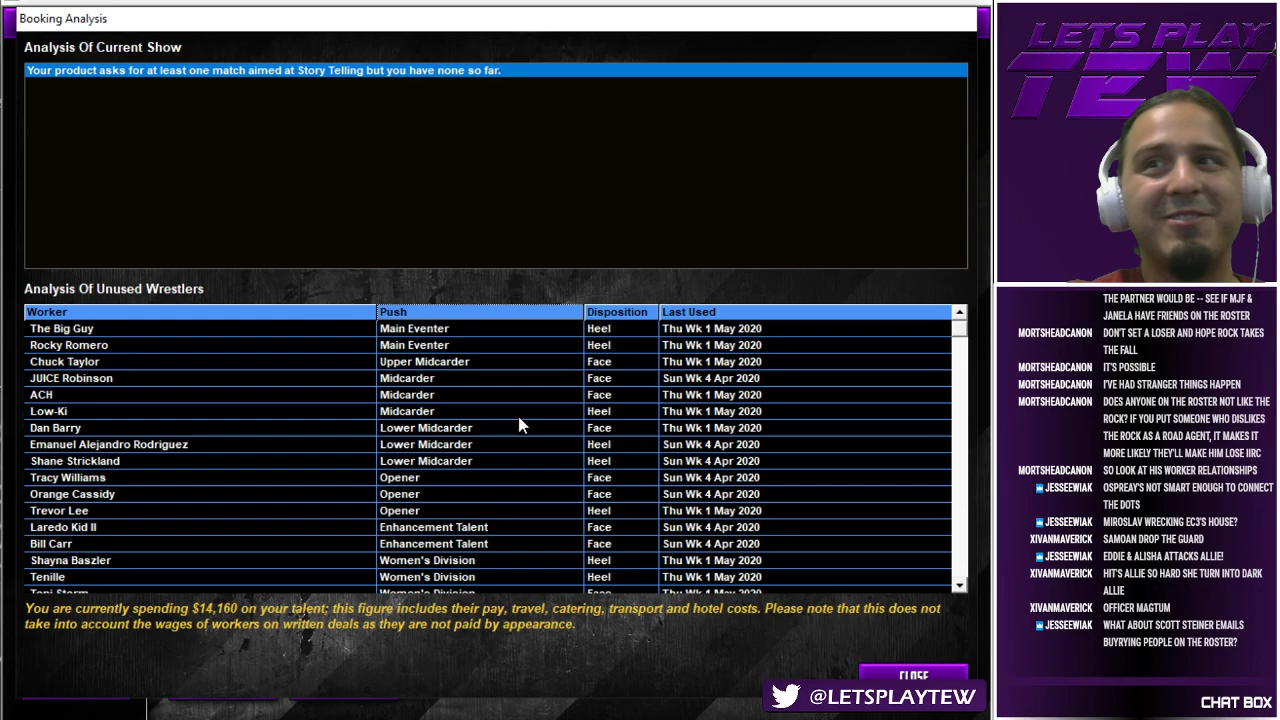 Booking Analysis
Analysis Of Current Show
Your product asks for at least one match aimed at Story Telling but you have none so far.
Analysis Of Unused Wrestlers
Worker Push Disposition Last Used
The Big Guy Main Eventer Heel Thu Wk 1 May 2020
Rocky Romero Main Eventer Heel Thu Wk 1 May 2020
Chuck Taylor Upper Midcarder Face Thu Wk 1 May 2020
JUICE Robinson Midcarder Face Sun Wk 4 Apr 2020
ACH Midcarder Face Thu Wk 1 May 2020
Low-Ki Midcarder Heel Thu Wk 1 May 2020
Dan Barry Lower Midcarder Face Thu Wk 1 May 2020
Emanuel Alejandro Rodriguez Lower Midcarder Heel Sun Wk 4 Apr 2020
Shane Strickland Lower Midcarder Heel Sun Wk 4 Apr 2020
Tracy Williams Opener Face Sun Wk 4 Apr 2020
Orange Cassidy Opener Face Sun Wk 4 Apr 2020
Trevor Lee Opener Heel Thu Wk 1 May 2020
Laredo Kid II Enhancement Talent Face Sun Wk 4 Apr 2020
Bill Carr Enhancement Talent Face Sun Wk 4 Apr 2020
Shayna Baszler Women's Division Heel Thu Wk 1 May 2020
Tenille Women's Division Heel Thu Wk 1 May 2020
Toni Storm Women's Division Face Thu Wk 1 May 2020
You are currently spending $14,160 on your talent; this figure includes their pay, travel, catering, transport and hotel costs. Please note that this does
not take into account the wages of workers on written deals as they are not paid by appearance.
CLOSE
@LETSPLAYTEW
LETS PLAY
TEW
THE PARTNER WOULD BE -- SEE IF MJF &
JANELA HAVE FRIENDS ON THE ROSTER
MORTSHEADCANON DON'T SET A LOSER AND HOPE ROCK TAKES
THE FALL
MORTSHEADCANON IT'S POSSIBLE
MORTSHEADCANON I'VE HAD STRANGER THINGS HAPPEN
MORTSHEADCANON DOES ANYONE ON THE ROSTER NOT LIKE THE
ROCK? IF YOU PUT SOMEONE WHO DISLIKES
THE ROCK AS A ROAD AGENT, IT MAKES IT
MORE LIKELY THEY'LL MAKE HIM LOSE IIRC
MORTSHEADCANON SO LOOK AT HIS WORKER RELATIONSHIPS
JESSEEWIAK OSPREAY'S NOT SMART ENOUGH TO CONNECT
THE DOTS
JESSEEWIAK MIROSLAV WRECKING EC3'S HOUSE?
XIVANMAVERICK SAMOAN DROP THE GUARD
JESSEEWIAK EDDIE & ALISHA ATTACKS ALLIE!
XIVANMAVERICK HIT'S ALLIE SO HARD SHE TURN INTO DARK
ALLIE
XIVANMAVERICK OFFICER MAGTUM
JESSEEWIAK WHAT ABOUT SCOTT STEINER EMAILS
BUYRYING PEOPLE ON THE ROSTER?
CHAT BOX